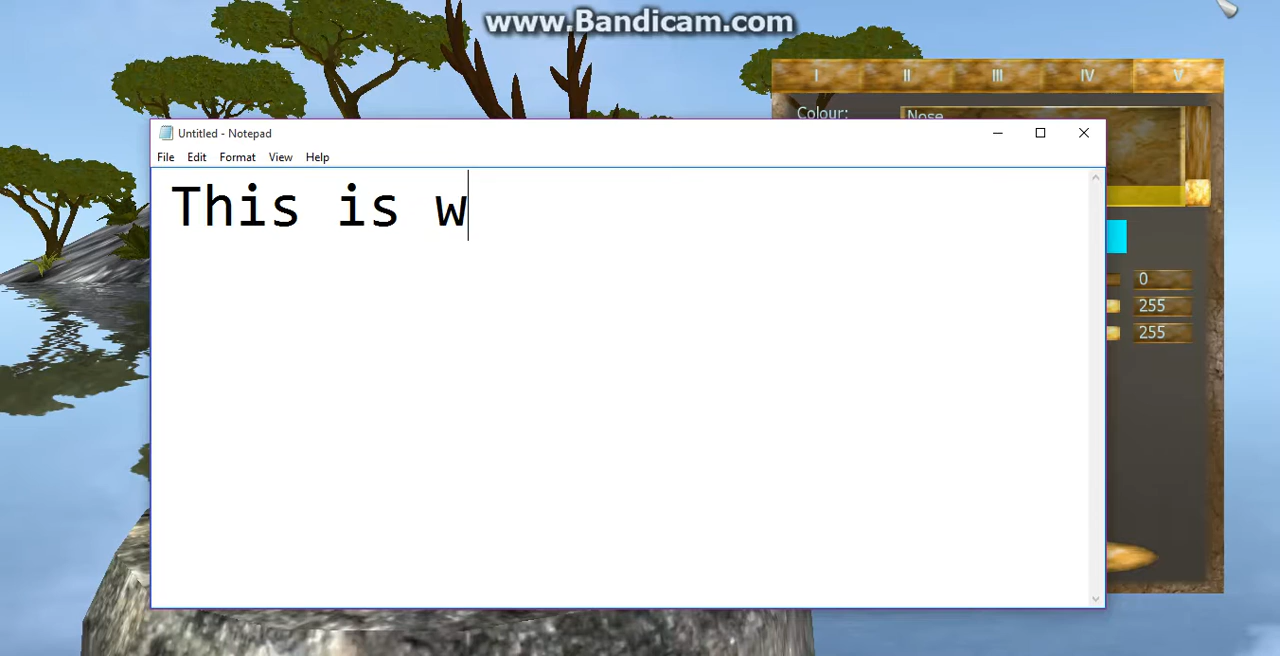 www.Bandicam.com
I II III IV V
Colour:
Nose
Untitled - Notepad
File Edit Format View Help
This is w
0
255
255